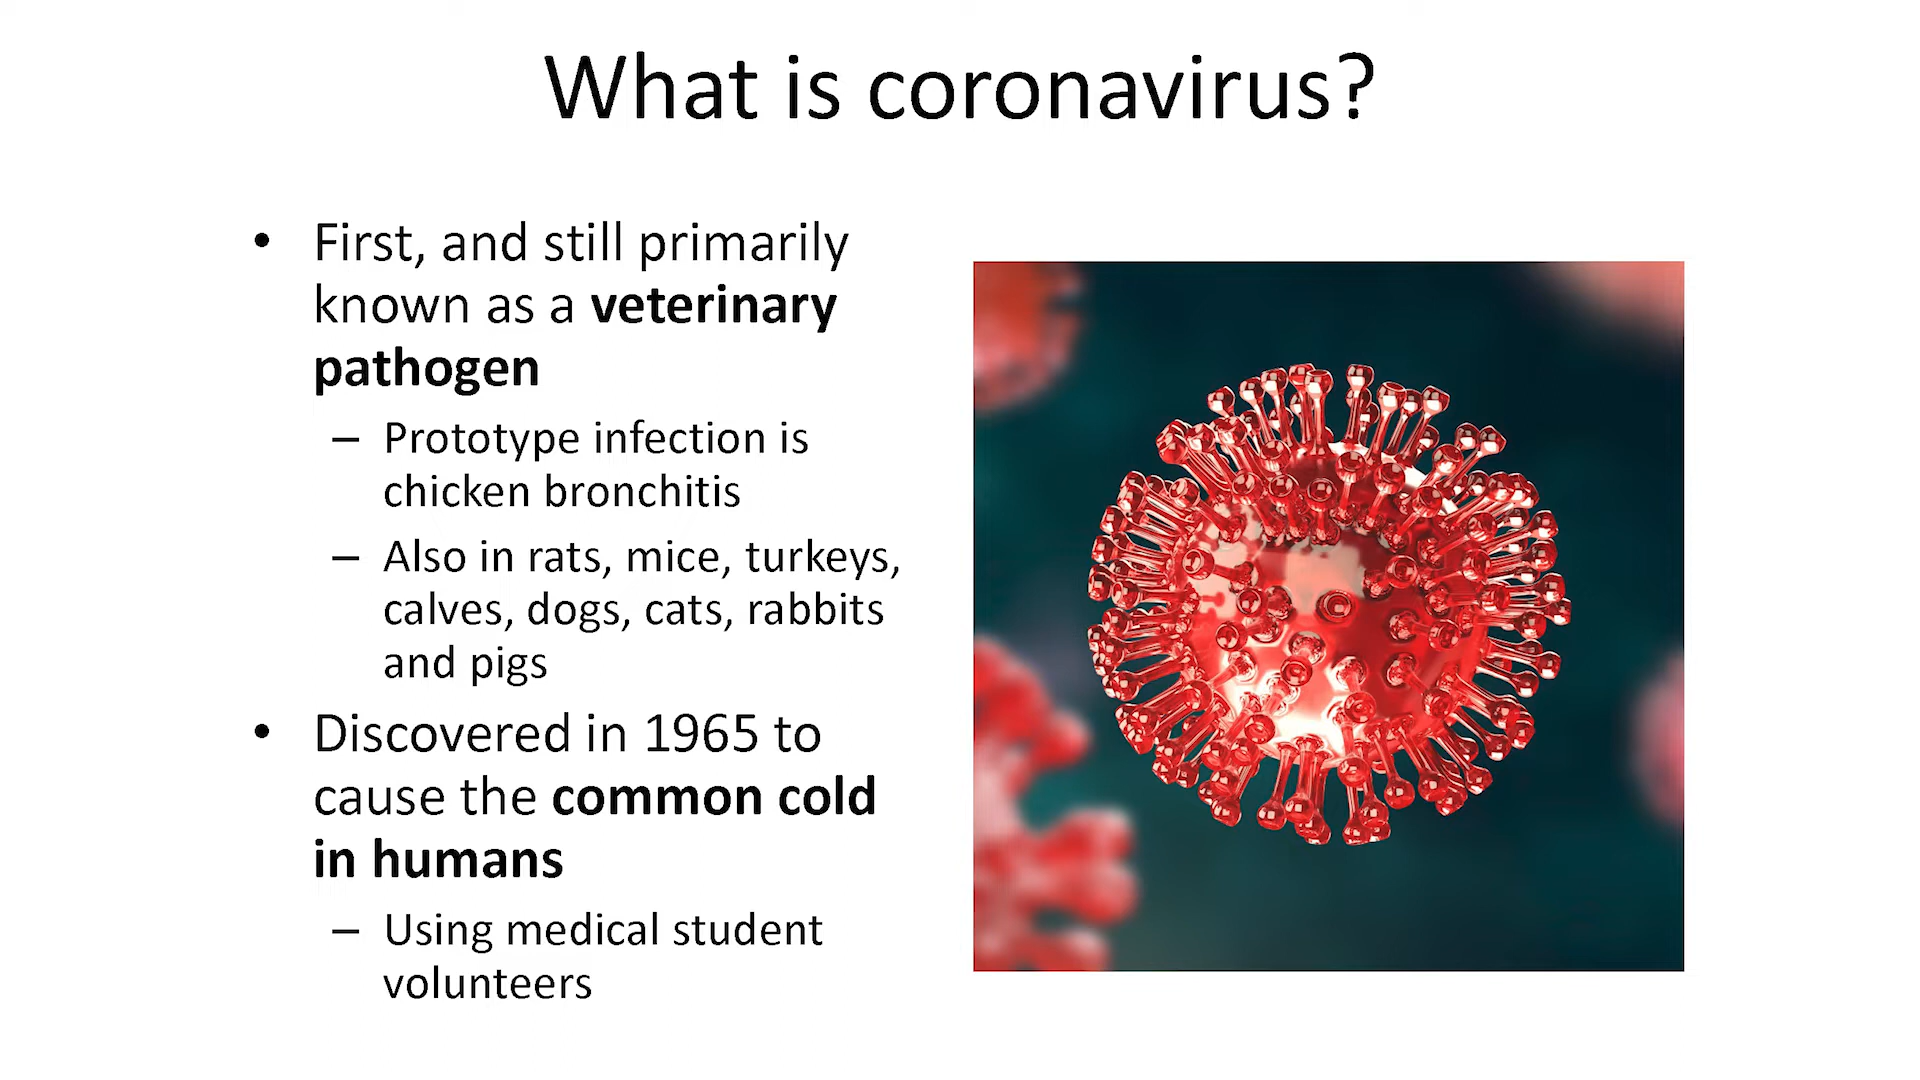 What is coronavirus?
• First, and still primarily
known as a veterinary
pathogen
– Prototype infection is
chicken bronchitis
– Also in rats, mice, turkeys,
calves, dogs, cats, rabbits
and pigs
• Discovered in 1965 to
cause the common cold
in humans
– Using medical student
volunteers